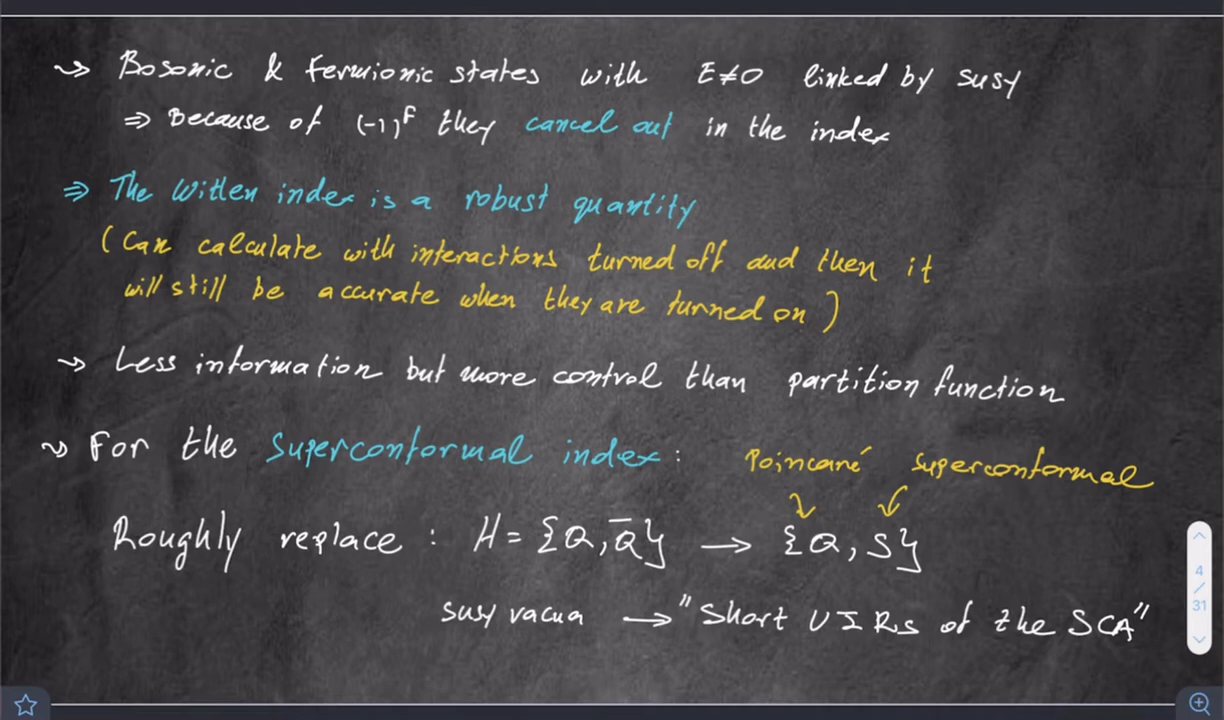 ↝ Bosonic & Fermionic states with E≠0 linked by susy
⇒ Because of (-1)^F they cancel out in the index
⇒ The Witten index is a robust quantity
(Can calculate with interactions turned off and then it
will still be accurate when they are turned on)
↝ Less information but more control than partition function
↝ For the Superconformal index:
Poincaré Superconformal
Roughly replace : H = {Q, Q̄} → {Q, S}
susy vacua → "Short UIRs of the SCA"
4
/
31